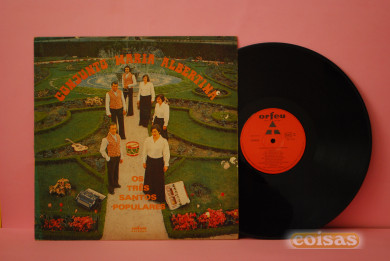 CONJUNTO MARIA ALBERTINA
OS
TRÊS
SANTOS
POPULARES
orfeu
coisas